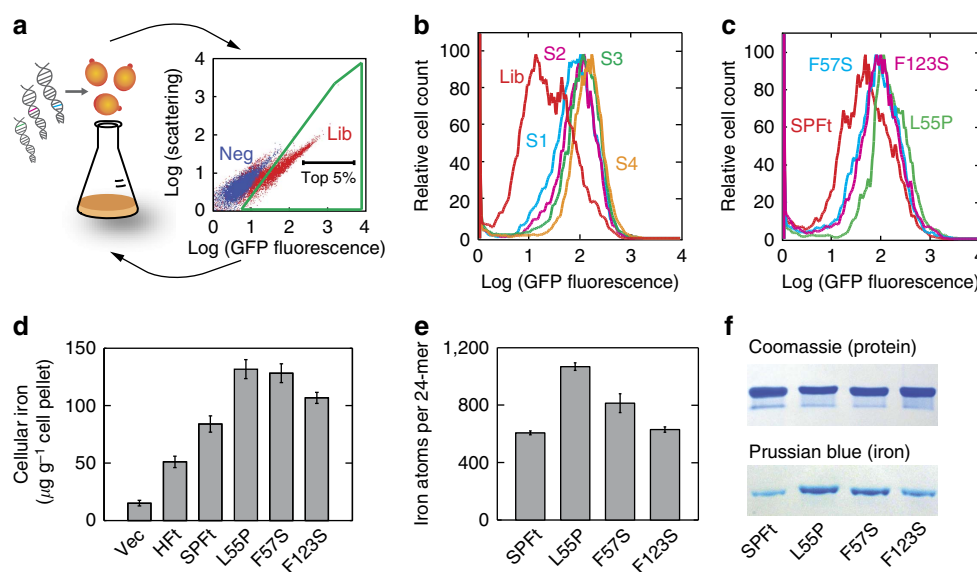 a
Log (scattering)
4
3
2
1
0
Neg
Lib
Top 5%
0 1 2 3 4
Log (GFP fluorescence)
b
Relative cell count
100
80
60
40
20
0
Lib
S2
S3
S1
S4
0 1 2 3 4
Log (GFP fluorescence)
c
Relative cell count
100
80
60
40
20
0
F57S
F123S
SPFt
L55P
0 1 2 3 4
Log (GFP fluorescence)
d
Cellular iron
(µg g⁻¹ cell pellet)
150
100
50
0
Vec
HFt
SPFt
L55P
F57S
F123S
e
Iron atoms per 24-mer
1,200
800
400
0
SPFt
L55P
F57S
F123S
f
Coomassie (protein)
Prussian blue (iron)
SPFt
L55P
F57S
F123S